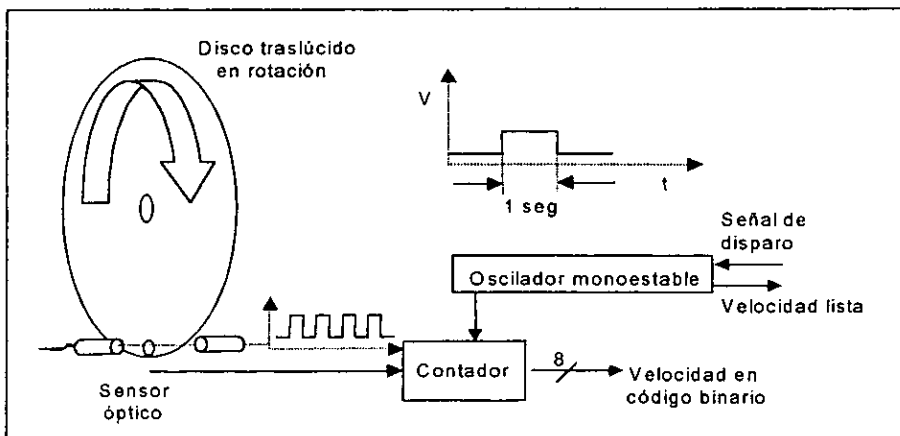 Disco traslúcido
en rotación
V
t
1 seg
Señal de
disparo
Oscilador monoestable
Velocidad lista
Contador
8
Velocidad en
código binario
Sensor
óptico